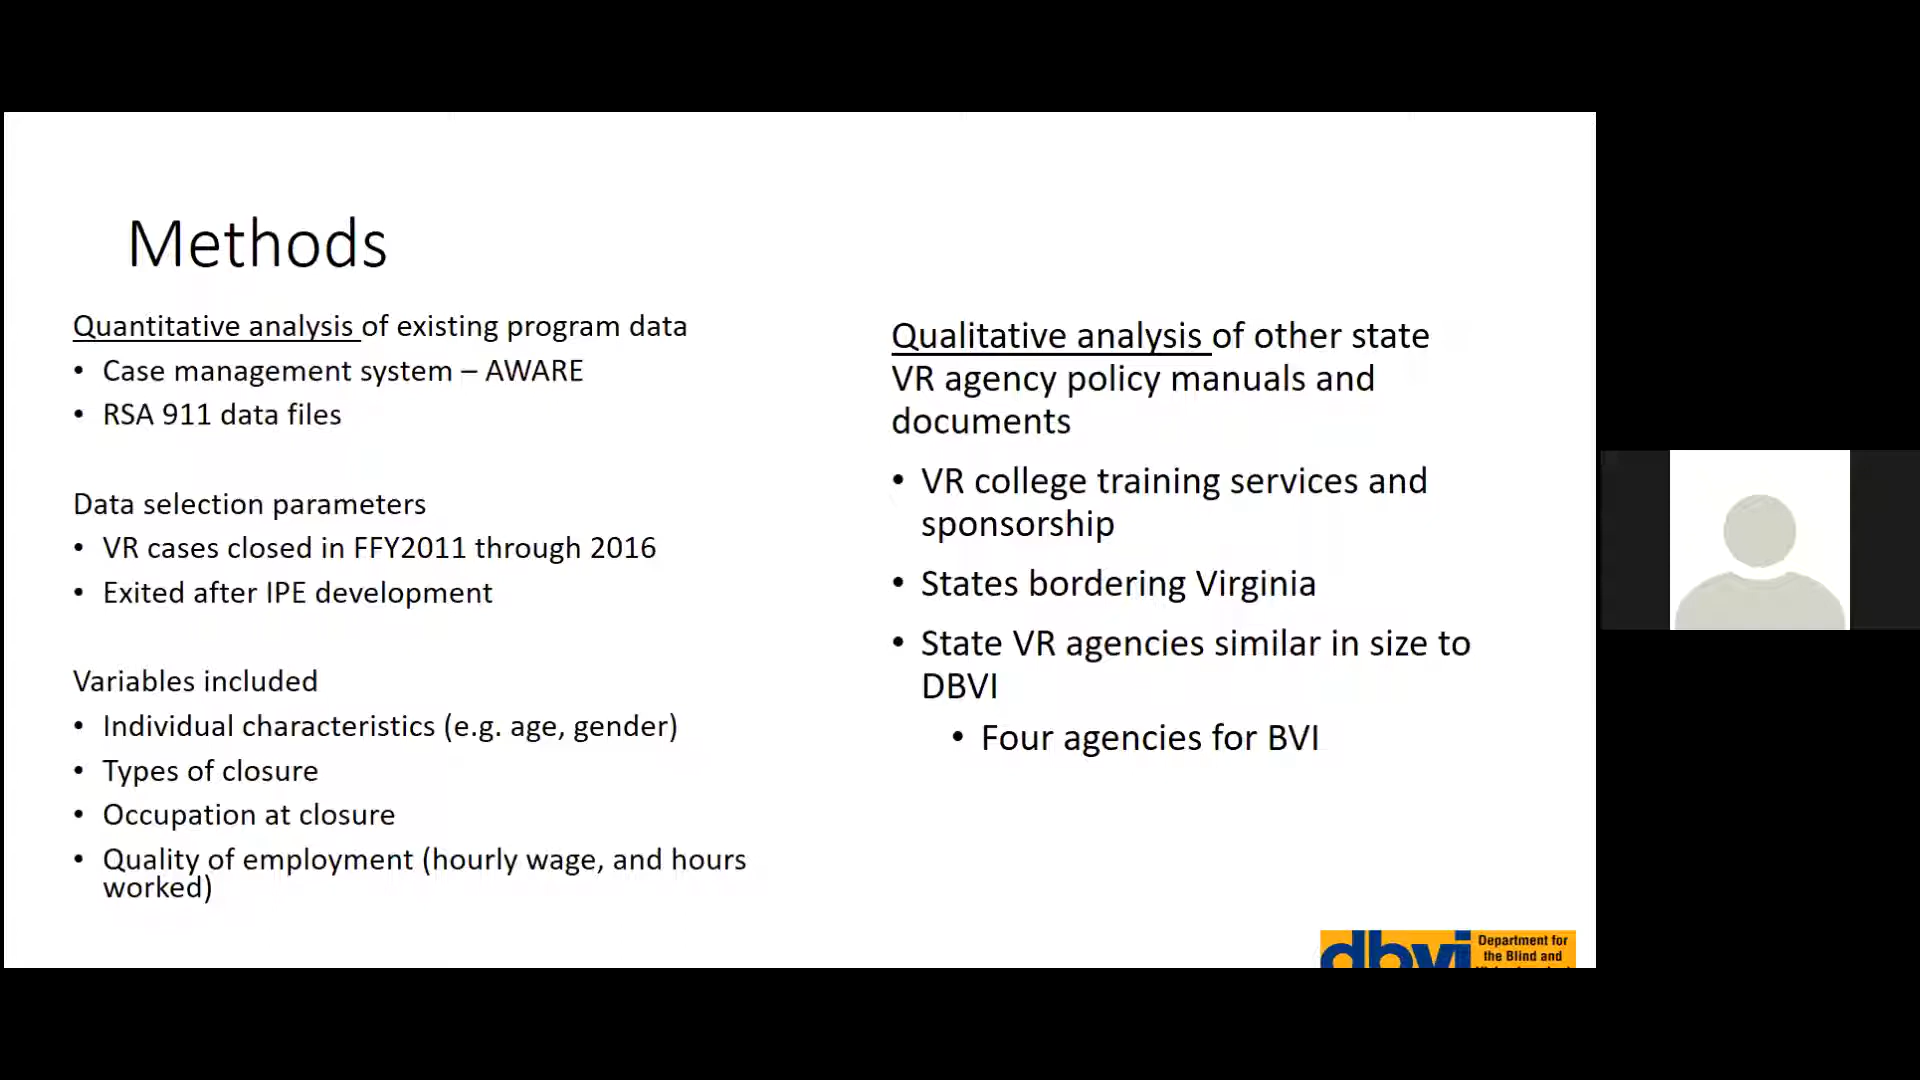 Methods
Quantitative analysis of existing program data
• Case management system – AWARE
• RSA 911 data files
Data selection parameters
• VR cases closed in FFY2011 through 2016
• Exited after IPE development
Variables included
• Individual characteristics (e.g. age, gender)
• Types of closure
• Occupation at closure
• Quality of employment (hourly wage, and hours
worked)
Qualitative analysis of other state
VR agency policy manuals and
documents
• VR college training services and
sponsorship
• States bordering Virginia
• State VR agencies similar in size to
DBVI
• Four agencies for BVI
dbvi
Department for
the Blind and